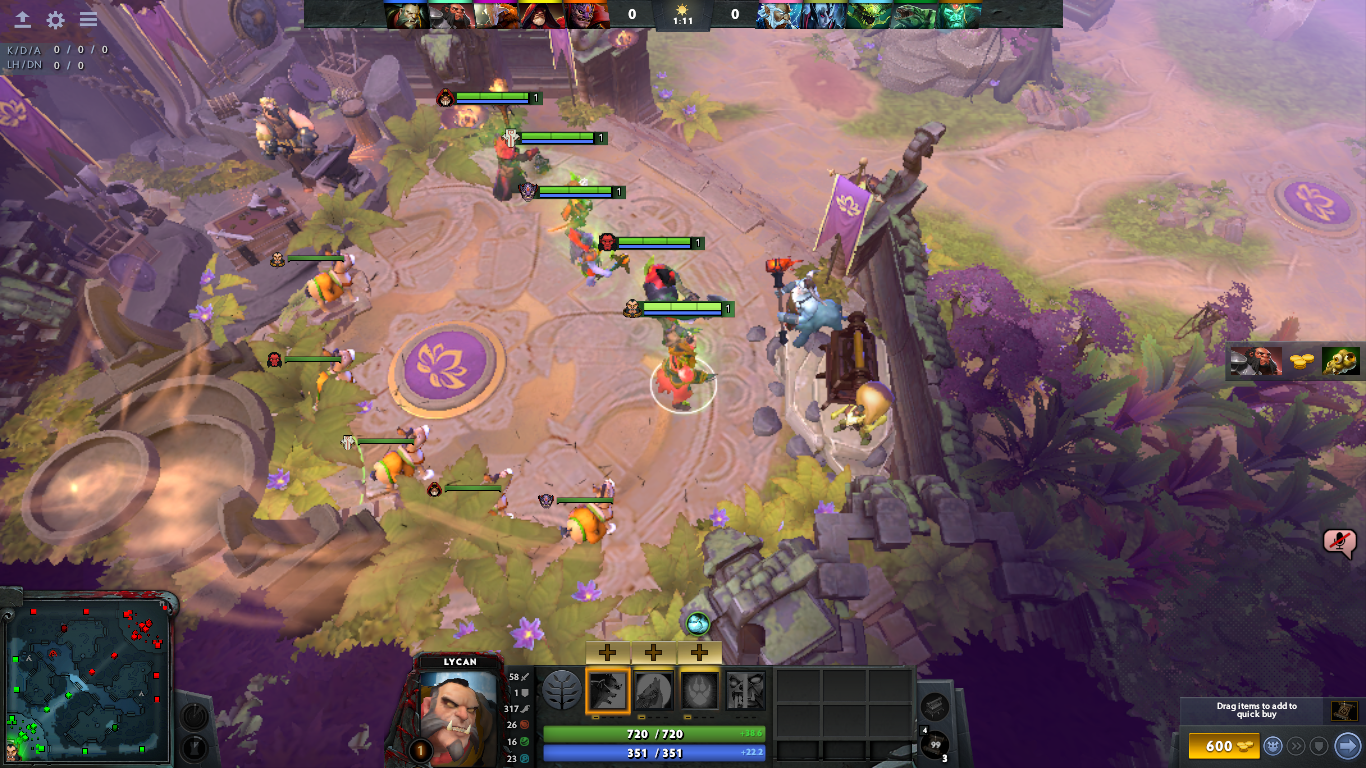 0 1:11 0
K/D/A 0 / 0 / 0
LH/DN 0 / 0
1
1
1
1
1
LYCAN
58
1
317
26
16
23
1
720 / 720 +38.6
351 / 351 +22.2
4
99
3
Drag items to add to
quick buy
600